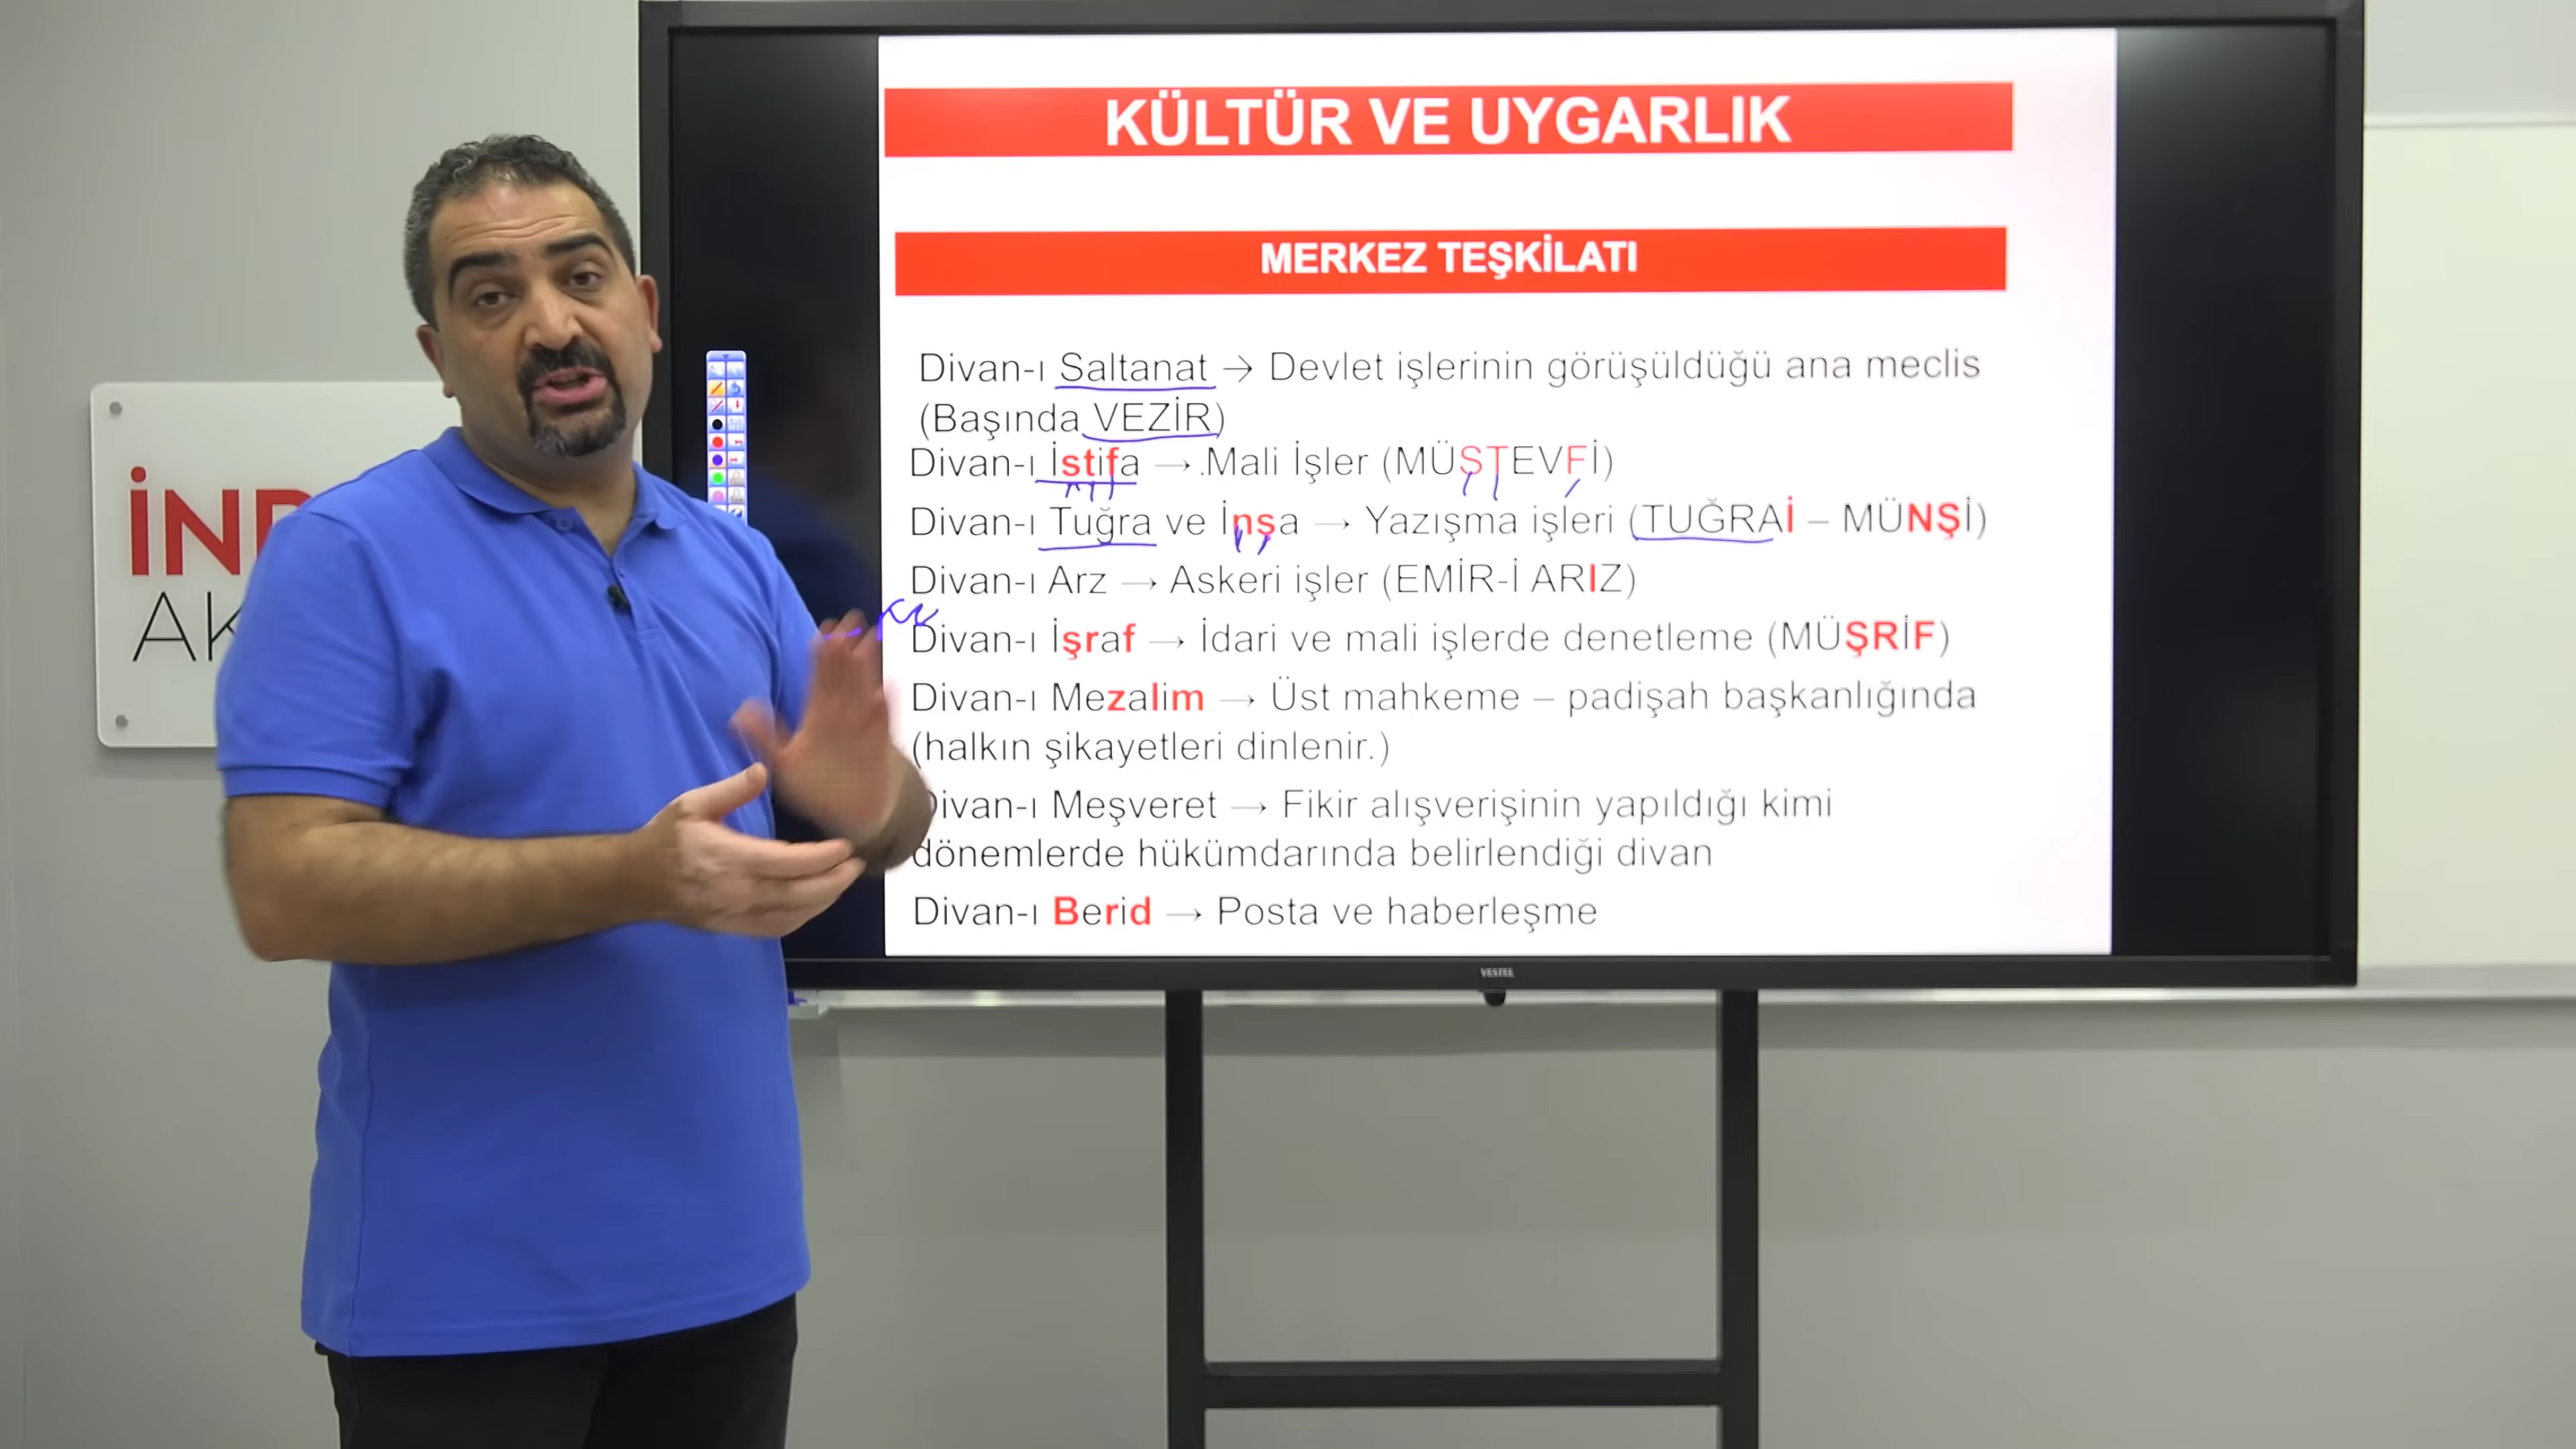 KÜLTÜR VE UYGARLIK
MERKEZ TEŞKİLATI
Divan-ı Saltanat → Devlet işlerinin görüşüldüğü ana meclis
(Başında VEZİR)
Divan-ı İstifa → .Mali İşler (MÜSTEVFİ)
Divan-ı Tuğra ve İnşa → Yazışma işleri (TUĞRAİ – MÜNŞİ)
Divan-ı Arz → Askeri işler (EMİR-İ ARIZ)
Divan-ı İşraf → İdari ve mali işlerde denetleme (MÜŞRİF)
Divan-ı Mezalim → Üst mahkeme – padişah başkanlığında
(halkın şikayetleri dinlenir.)
Divan-ı Meşveret → Fikir alışverişinin yapıldığı kimi
dönemlerde hükümdarında belirlendiği divan
Divan-ı Berid → Posta ve haberleşme
VESTEL